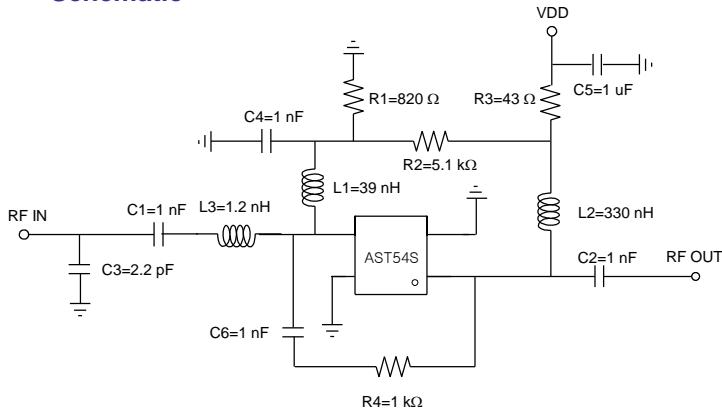 Schematic
VDD
R1=820 Ω
R3=43 Ω
C5=1 uF
C4=1 nF
R2=5.1 kΩ
L1=39 nH
L2=330 nH
RF IN
C1=1 nF
L3=1.2 nH
AST54S
C2=1 nF
RF OUT
C3=2.2 pF
C6=1 nF
R4=1 kΩ